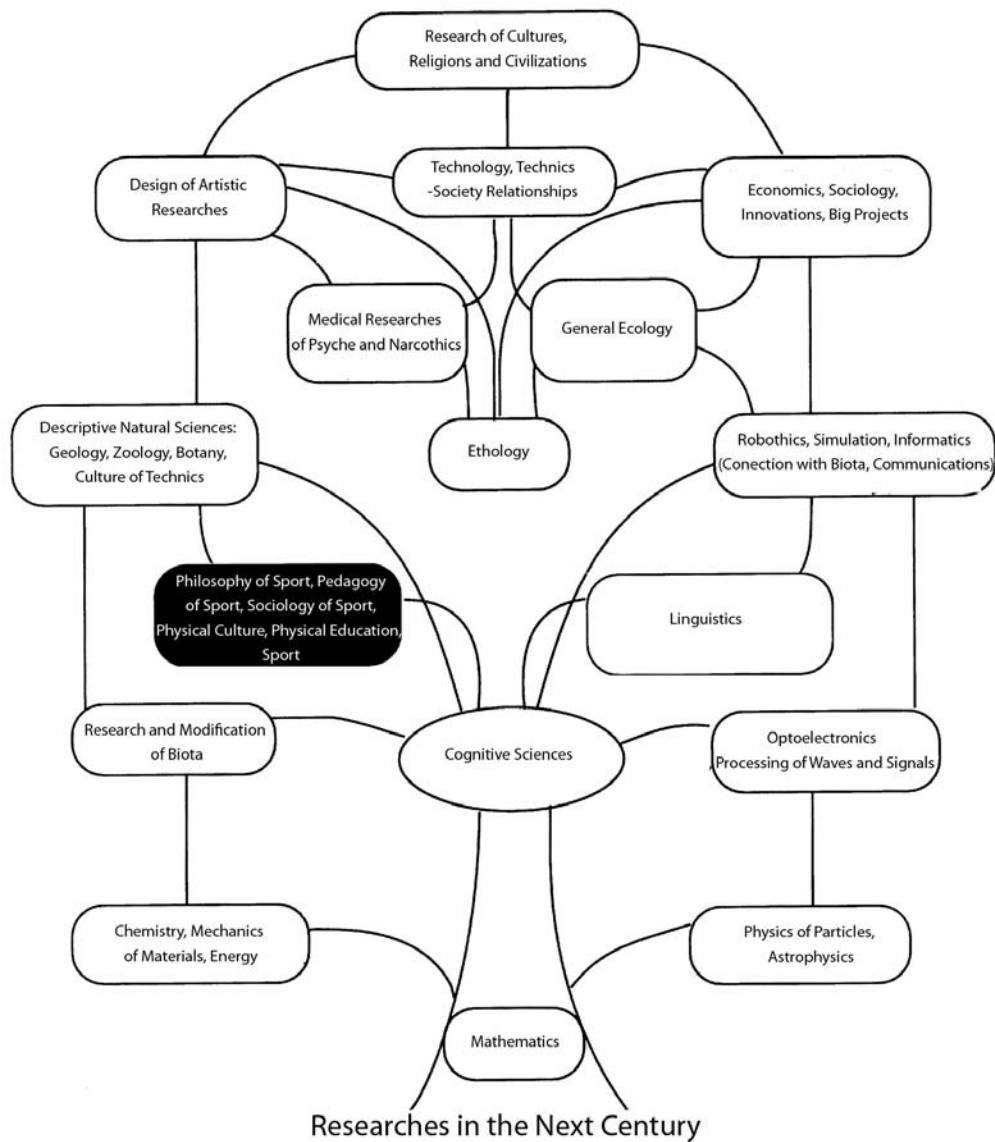 Research of Cultures,
Religions and Civilizations
Design of Artistic
Researches
Technology, Technics
-Society Relationships
Economics, Sociology,
Innovations, Big Projects
Medical Researches
of Psyche and Narcothics
General Ecology
Descriptive Natural Sciences:
Geology, Zoology, Botany,
Culture of Technics
Ethology
Robothics, Simulation, Informatics
(Conection with Biota, Communications)
Philosophy of Sport, Pedagogy
of Sport, Sociology of Sport,
Physical Culture, Physical Education,
Sport
Linguistics
Research and Modification
of Biota
Cognitive Sciences
Optoelectronics
Processing of Waves and Signals
Chemistry, Mechanics
of Materials, Energy
Physics of Particles,
Astrophysics
Mathematics
Researches in the Next Century